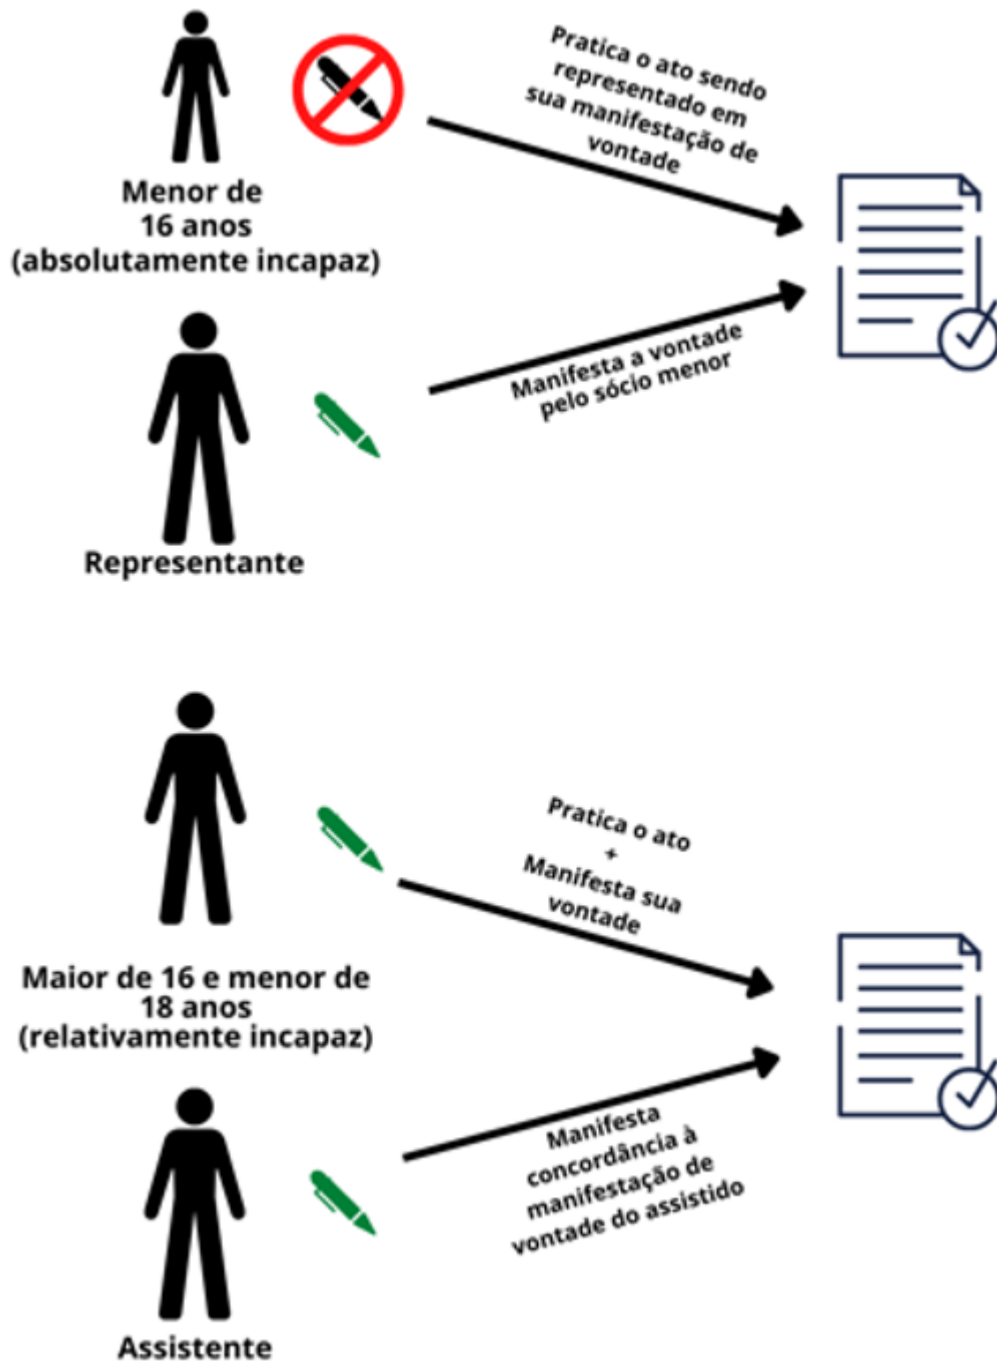 Pratica o ato sendo
representado em
sua manifestação de
vontade
Menor de
16 anos
(absolutamente incapaz)
Manifesta a vontade
pelo sócio menor
Representante
Pratica o ato
+
Manifesta sua
vontade
Maior de 16 e menor de
18 anos
(relativamente incapaz)
Manifesta
concordância à
manifestação de
vontade do assistido
Assistente